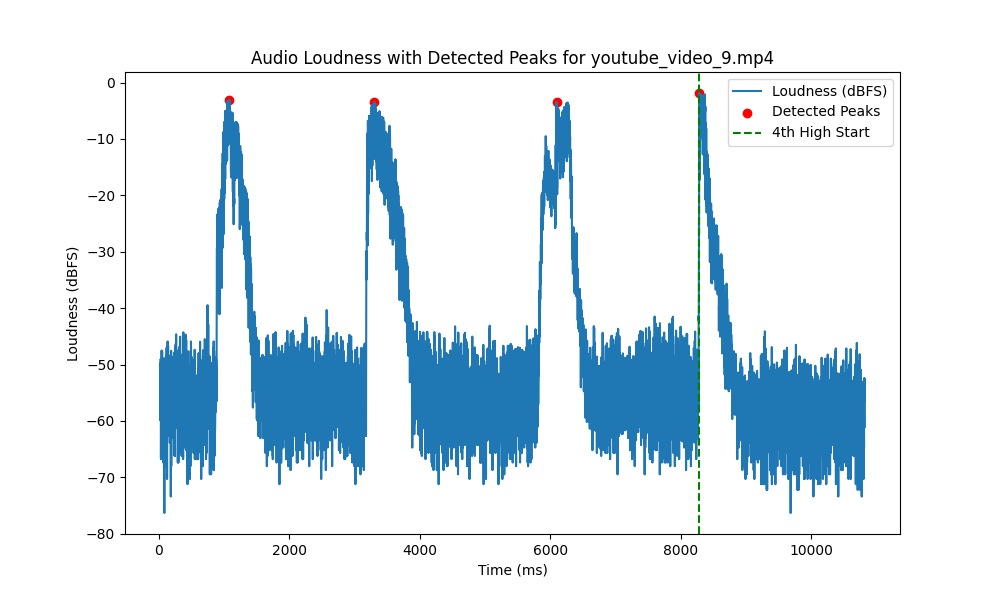 Audio Loudness with Detected Peaks for youtube_video_9.mp4
Loudness (dBFS)
Detected Peaks
4th High Start
0
−10
−20
−30
−40
−50
−60
−70
−80
Loudness (dBFS)
0 2000 4000 6000 8000 10000
Time (ms)